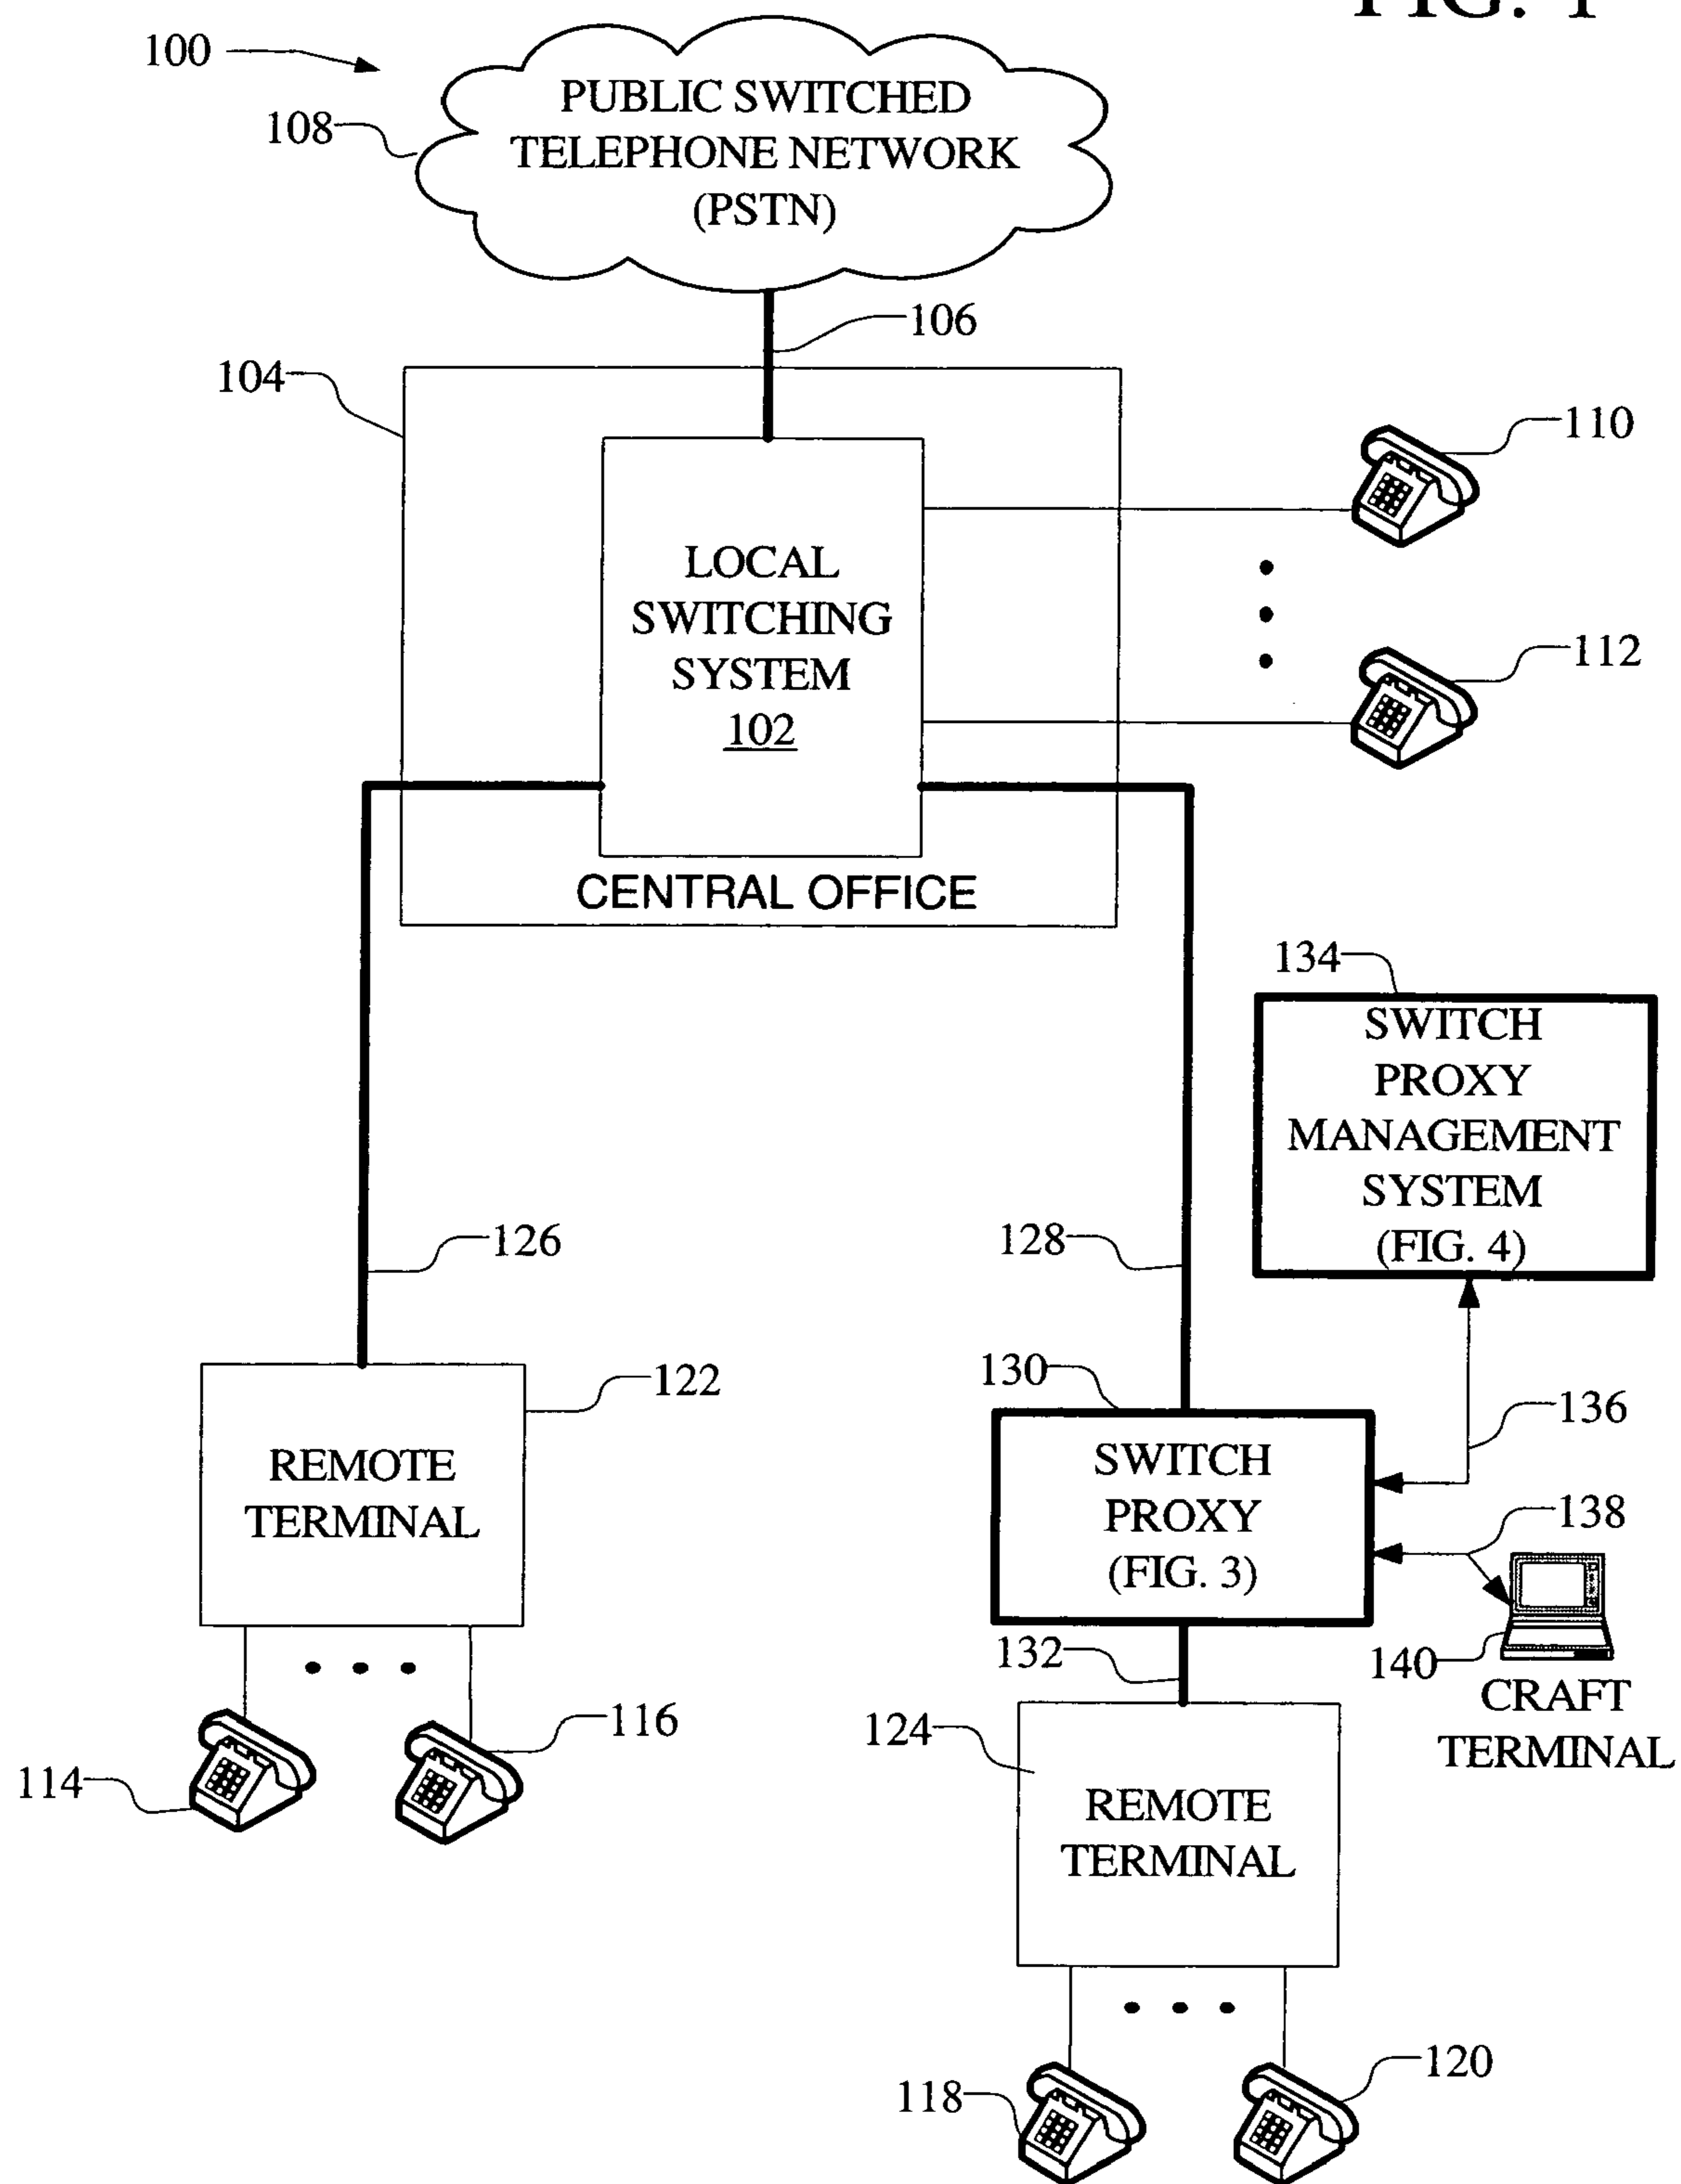 FIG. 1
100
108
PUBLIC SWITCHED
TELEPHONE NETWORK
(PSTN)
106
104
110
LOCAL
SWITCHING
SYSTEM
102
112
CENTRAL OFFICE
134
SWITCH
PROXY
MANAGEMENT
SYSTEM
(FIG. 4)
126
128
130
122
136
REMOTE
TERMINAL
SWITCH
PROXY
(FIG. 3)
138
132
140
CRAFT
TERMINAL
116
114
124
REMOTE
TERMINAL
118
120